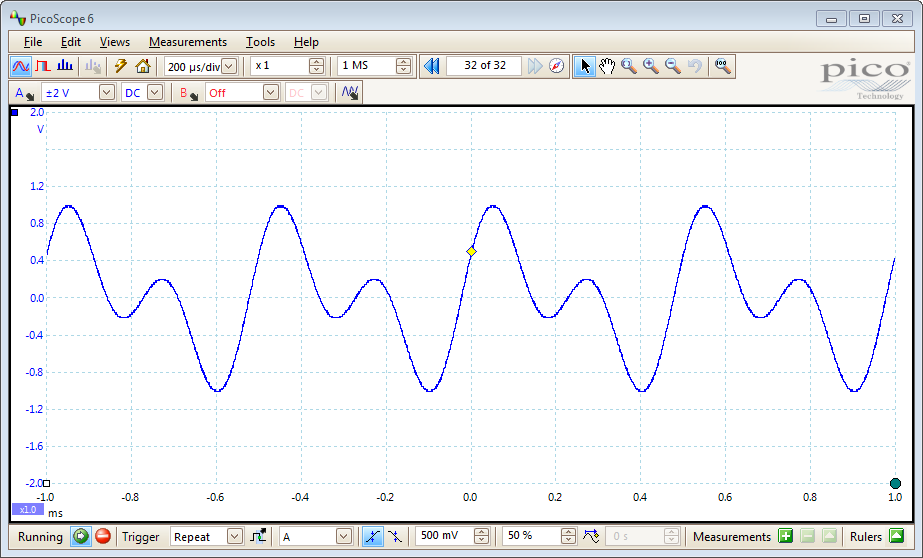 PicoScope 6
File Edit Views Measurements Tools Help
200 µs/div x 1 1 MS 32 of 32
pico
Technology
A ±2 V DC B Off DC
2.0
V
1.2
0.8
0.4
0.0
-0.4
-0.8
-1.2
-1.6
-2.0
-1.0 -0.8 -0.6 -0.4 -0.2 0.0 0.2 0.4 0.6 0.8 1.0
x1.0 ms
Running Trigger Repeat A 500 mV 50 % 0 s Measurements Rulers